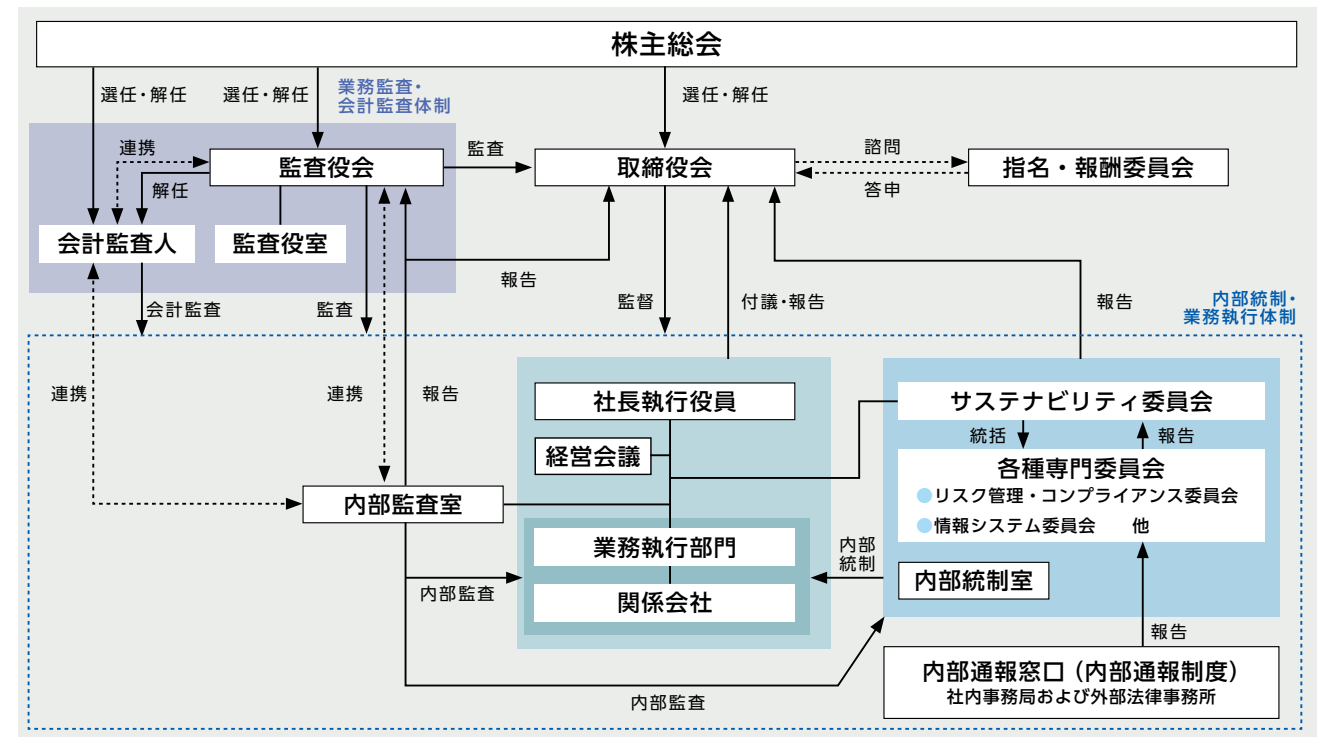 株主総会
選任・解任
選任・解任
業務監査・
会計監査体制
選任・解任
連携
監査役会
監査
取締役会
諮問
答申
指名・報酬委員会
解任
会計監査人
監査役室
報告
会計監査
監査
監督
付議・報告
報告
内部統制・
業務執行体制
連携
連携
報告
社長執行役員
サステナビリティ委員会
統括
報告
経営会議
各種専門委員会
リスク管理・コンプライアンス委員会
情報システム委員会　他
内部監査室
業務執行部門
内部
統制
内部統制室
内部監査
関係会社
報告
内部通報窓口（内部通報制度）
社内事務局および外部法律事務所
内部監査